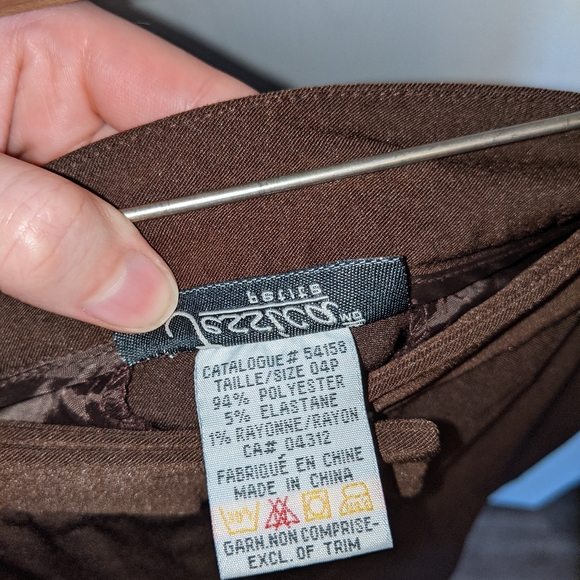 petites
CATALOGUE# 54158
TAILLE/SIZE 04P
94% POLYESTER
5% ELASTANE
1% RAYONNE/RAYON
CA# 04312
FABRIQUÉ EN CHINE
MADE IN CHINA
GARN.NON COMPRISE-
EXCL. OF TRIM